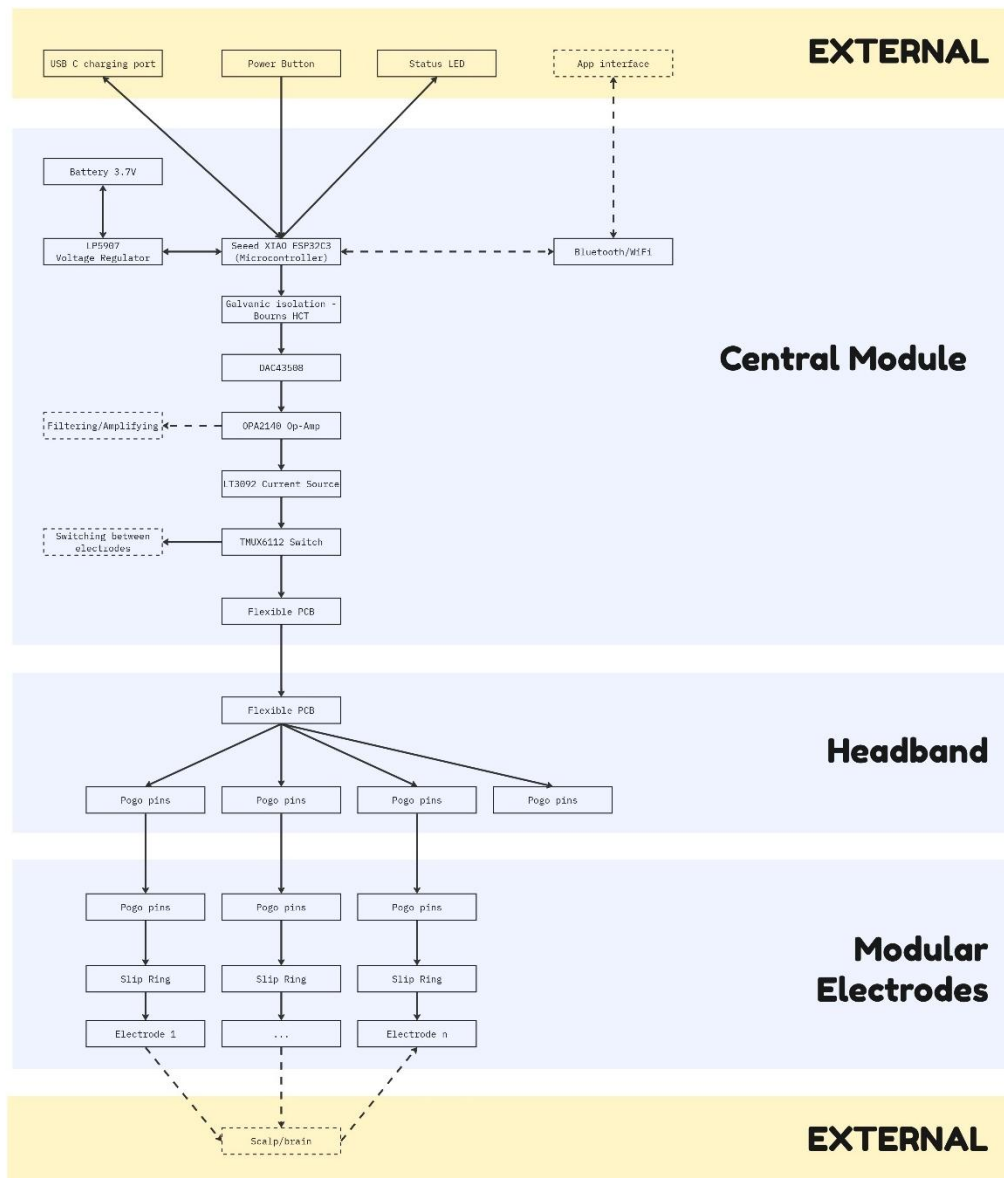 EXTERNAL
USB C charging port
Power Button
Status LED
App interface
Battery 3.7V
LP5907
Voltage Regulator
Seeed XIAO ESP32C3
(Microcontroller)
Bluetooth/WiFi
Galvanic isolation -
Bourns HCT
Central Module
DAC43508
Filtering/Amplifying
OPA2140 Op-Amp
LT3092 Current Source
Switching between
electrodes
TMUX6112 Switch
Flexible PCB
Flexible PCB
Headband
Pogo pins
Pogo pins
Pogo pins
Pogo pins
Pogo pins
Pogo pins
Pogo pins
Modular
Electrodes
Slip Ring
Slip Ring
Slip Ring
Electrode 1
...
Electrode n
Scalp/brain
EXTERNAL